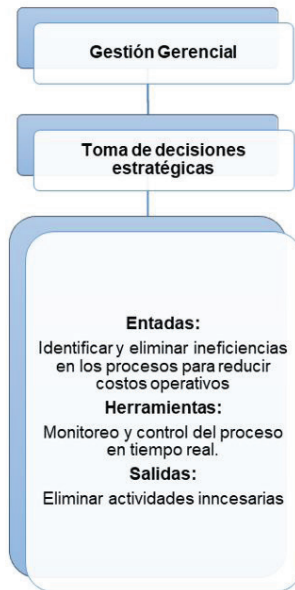 Gestión Gerencial
Toma de decisiones
estratégicas
Entadas:
Identificar y eliminar ineficiencias
en los procesos para reducir
costos operativos
Herramientas:
Monitoreo y control del proceso
en tiempo real.
Salidas:
Eliminar actividades inncesarias